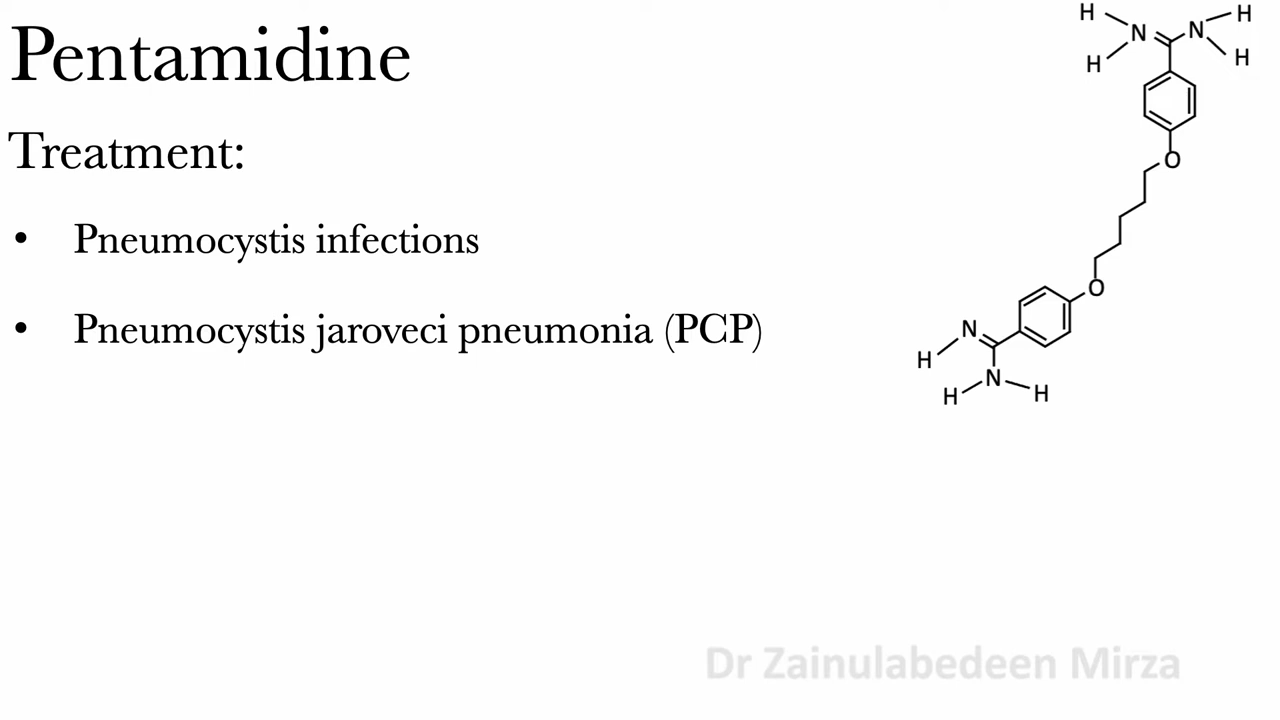 Pentamidine
Treatment:
• Pneumocystis infections
• Pneumocystis jaroveci pneumonia (PCP)
H N N H
H H
O
O
N
H
N
H H
Dr Zainulabedeen Mirza